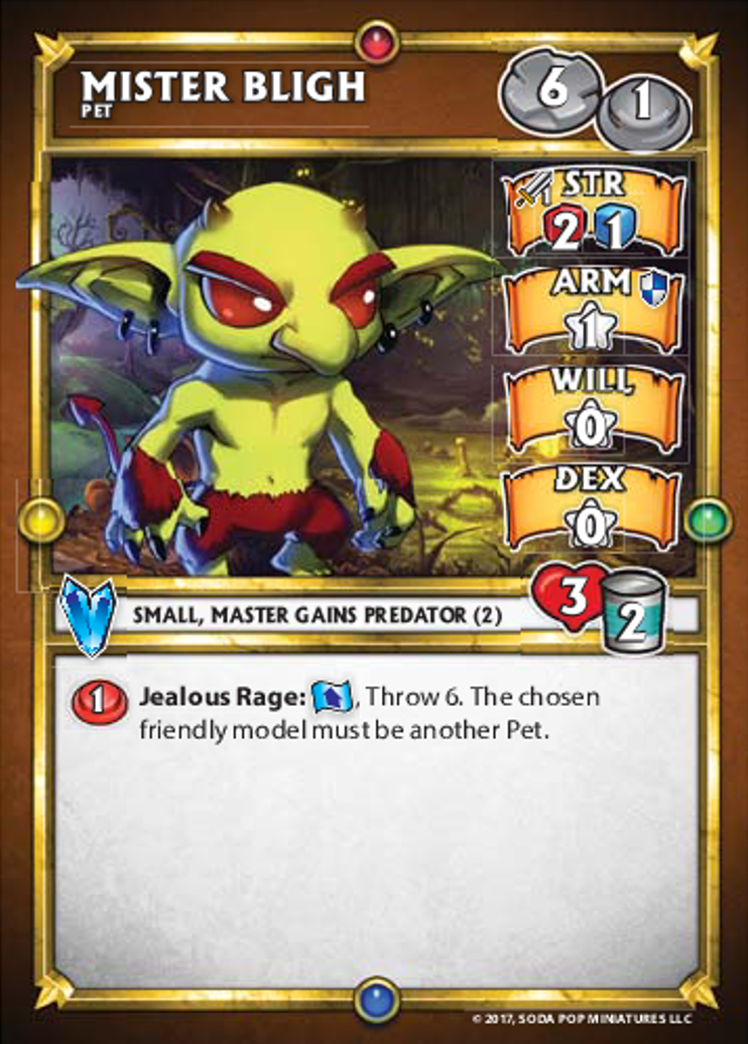 MISTER BLIGH
6
1
PET
STR
2 1
ARM
1
WILL
0
DEX
0
SMALL, MASTER GAINS PREDATOR (2)
3
2
1 Jealous Rage: , Throw 6. The chosen
friendly model must be another Pet.
© 2017, SODA POP MINIATURES LLC